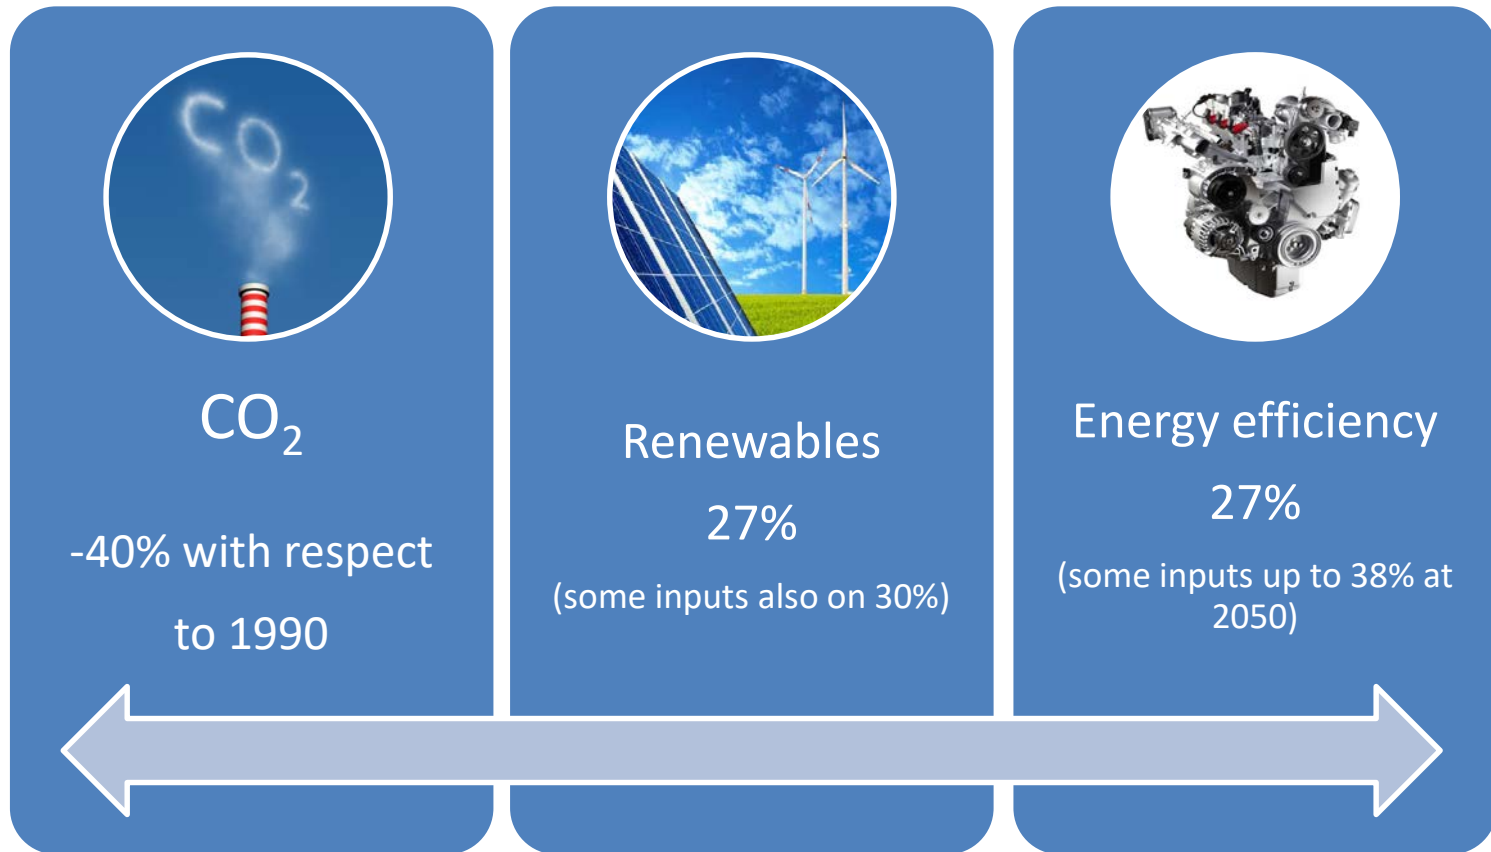 CO₂
CO₂
-40% with respect
to 1990
Renewables
27%
(some inputs also on 30%)
Energy efficiency
27%
(some inputs up to 38% at
2050)